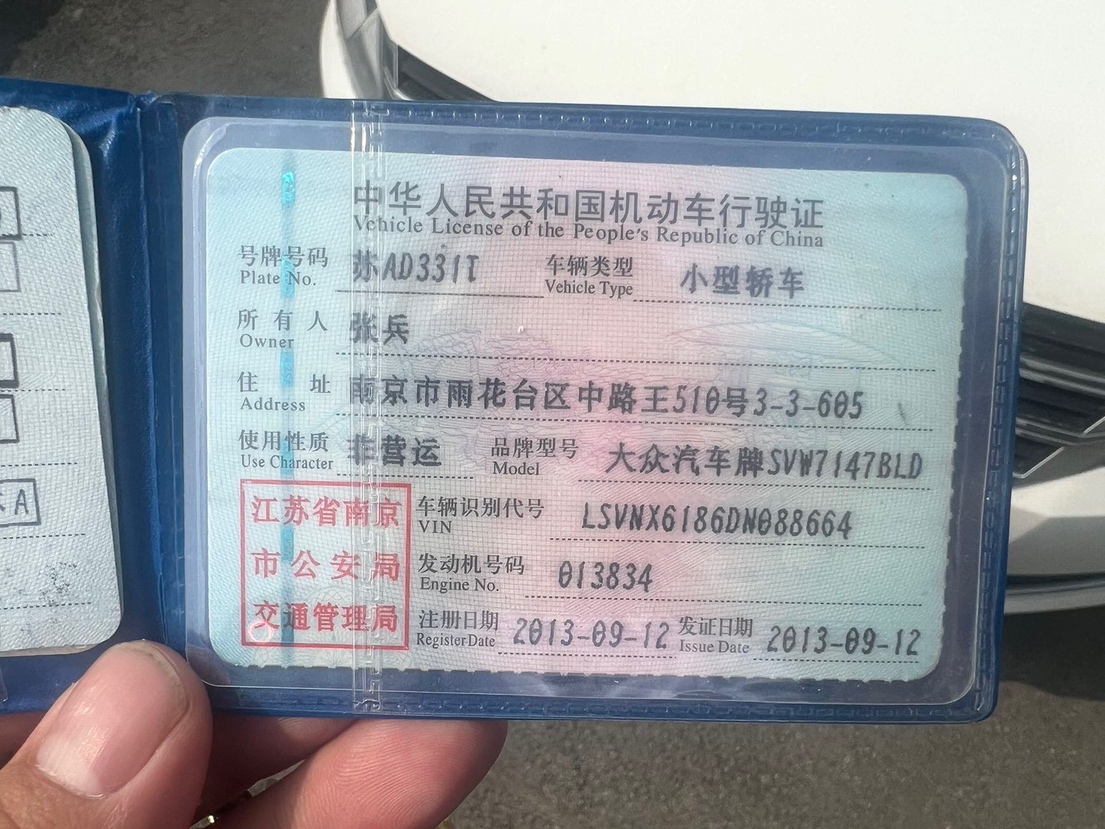 中华人民共和国机动车行驶证
Vehicle License of the People's Republic of China
号牌号码 苏AD331T 车辆类型 小型轿车
Plate No. Vehicle Type
所有人 张兵
Owner
住址 南京市雨花台区中路王510号3-3-605
Address
使用性质 非营运 品牌型号 大众汽车牌SVW7147BLD
Use Character Model
江苏省南京
市公安局
交通管理局
车辆识别代号 LSVNX6186DN088664
VIN
发动机号码 013834
Engine No.
注册日期 2013-09-12 发证日期 2013-09-12
Register Date Issue Date
A